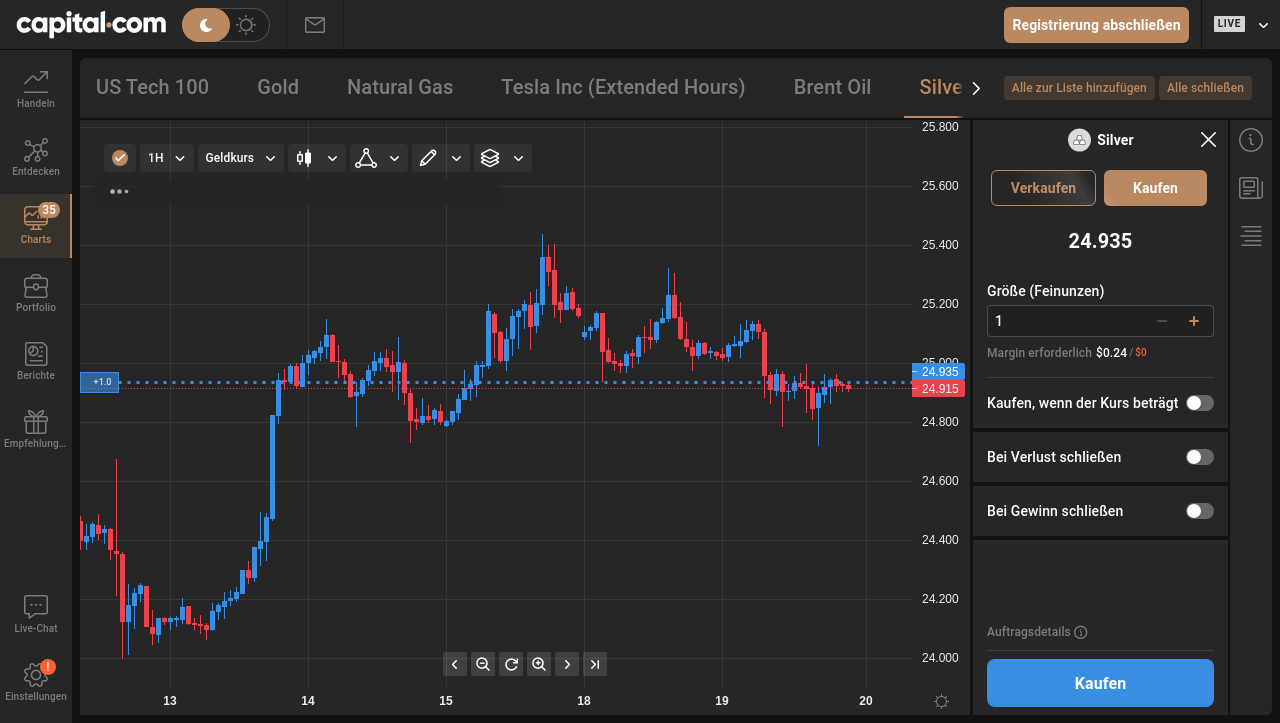 capital.com
Registrierung abschließen
LIVE
Handeln
Entdecken
35
Charts
Portfolio
Berichte
Empfehlung...
Live-Chat
!
Einstellungen
US Tech 100
Gold
Natural Gas
Tesla Inc (Extended Hours)
Brent Oil
Silve
Alle zur Liste hinzufügen
Alle schließen
1H
Geldkurs
25.800
25.600
25.400
25.200
25.000
24.935
24.915
24.800
24.600
24.400
24.200
24.000
+1.0
13
14
15
18
19
20
Silver
Verkaufen
Kaufen
24.935
Größe (Feinunzen)
1
Margin erforderlich $0.24 / $0
Kaufen, wenn der Kurs beträgt
Bei Verlust schließen
Bei Gewinn schließen
Auftragsdetails
Kaufen